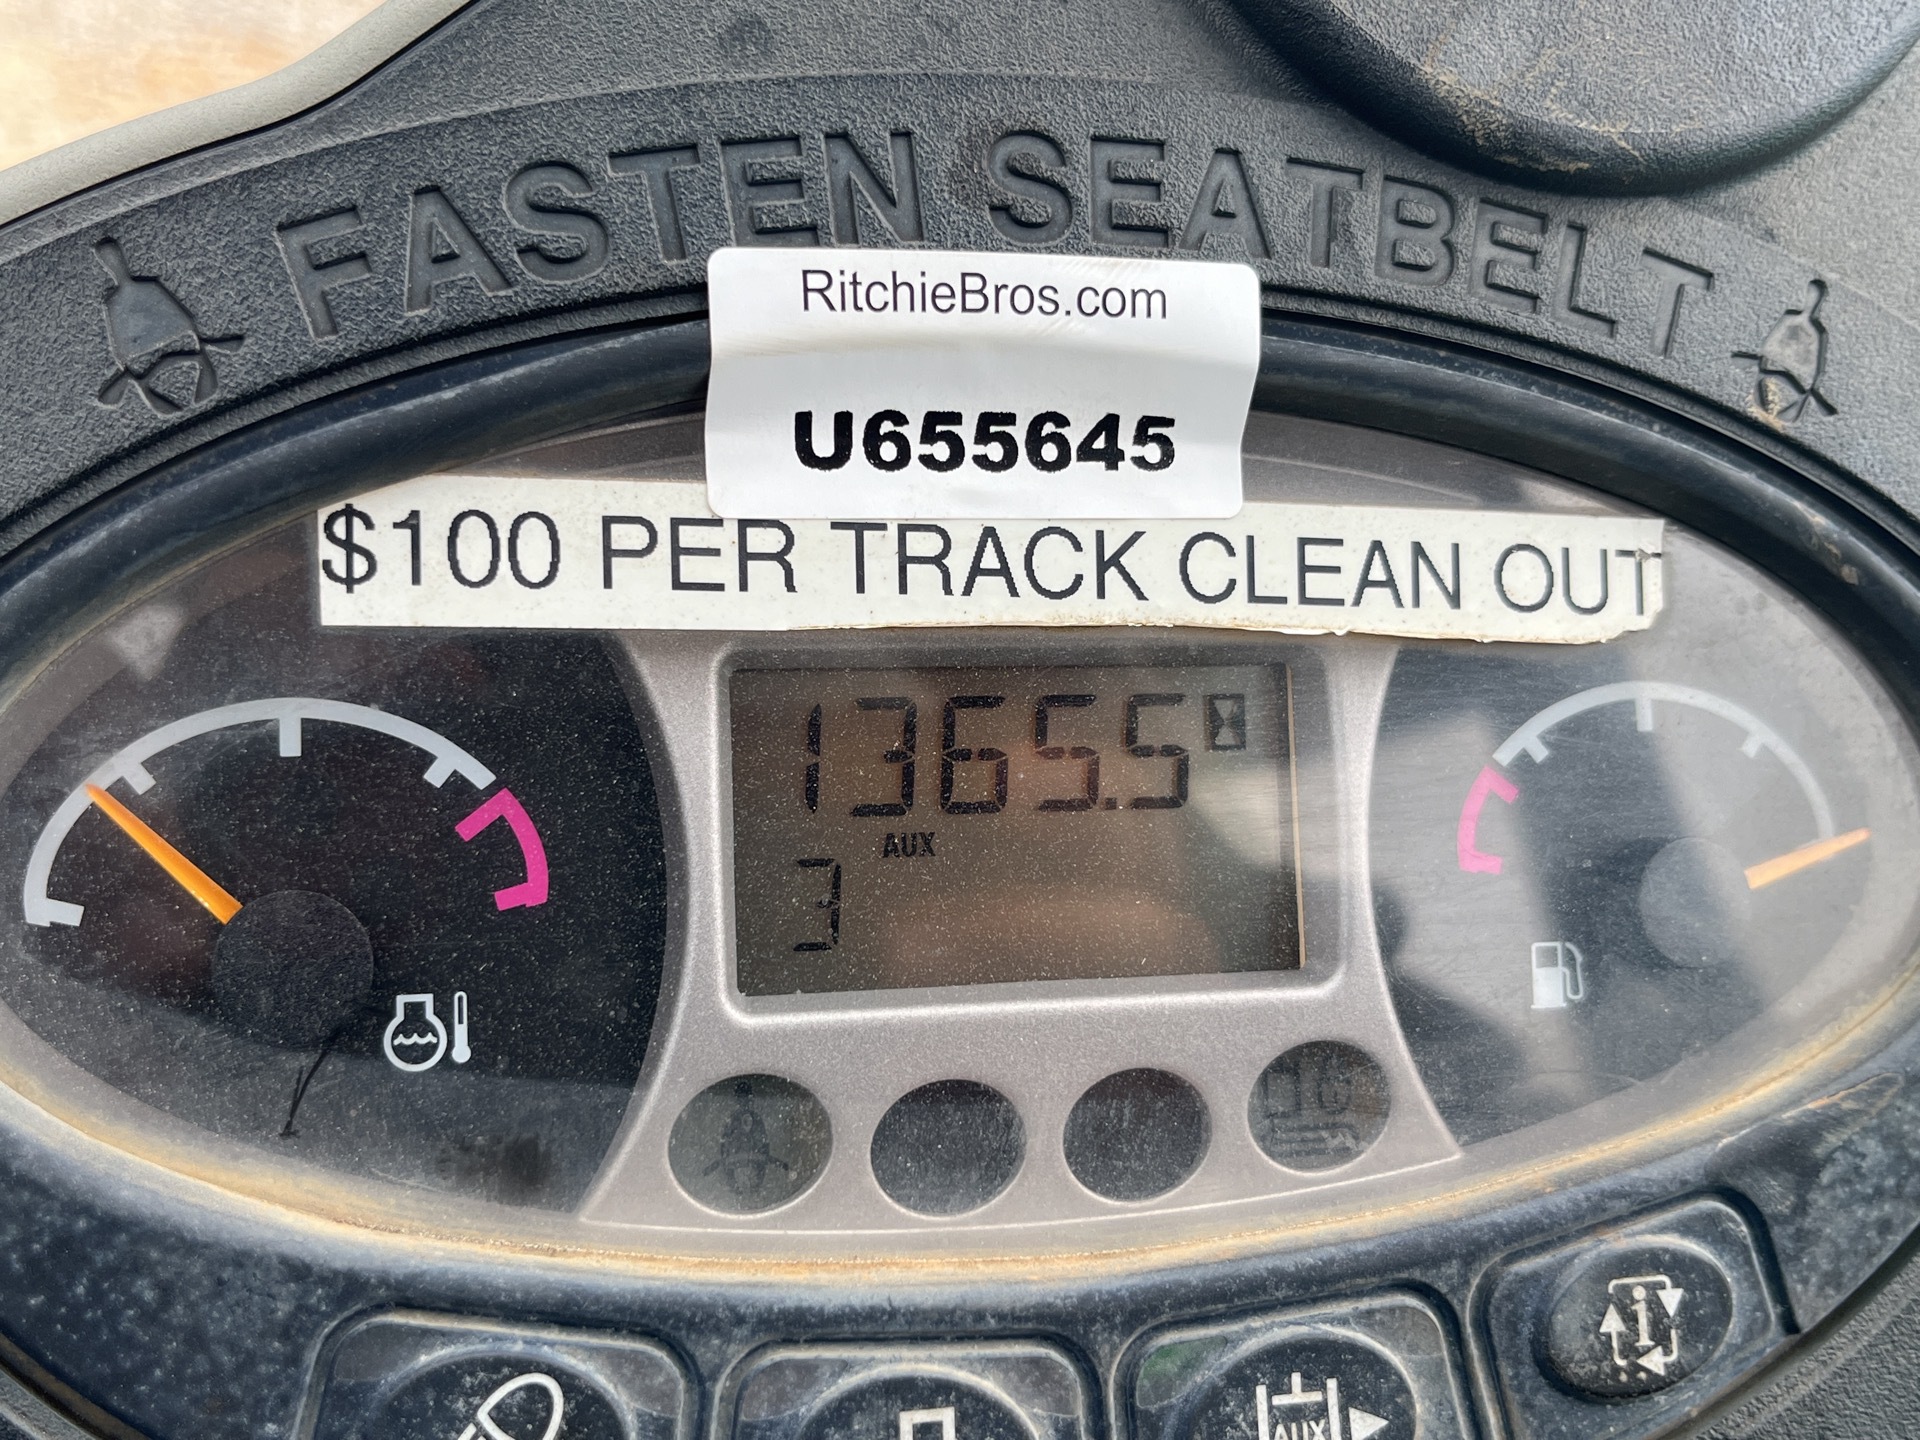 FASTEN SEATBELT
RitchieBros.com
U655645
$100 PER TRACK CLEAN OUT
1365.5
AUX
3
i
AUX